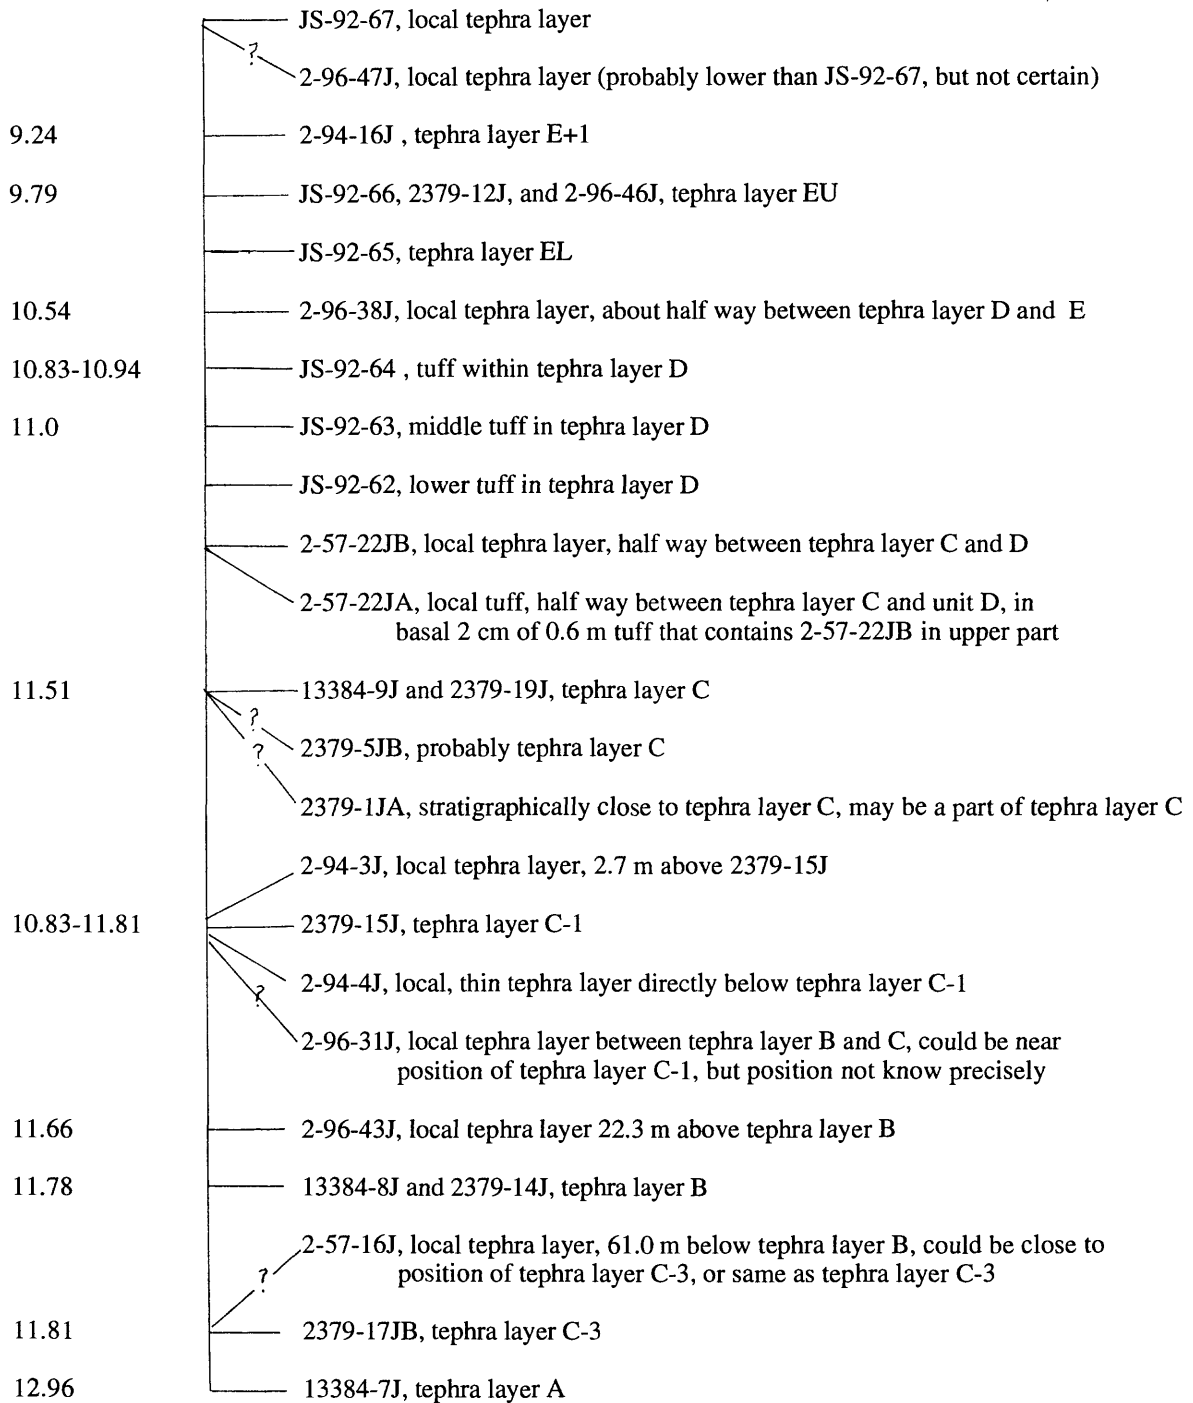 JS-92-67, local tephra layer
?
2-96-47J, local tephra layer (probably lower than JS-92-67, but not certain)
9.24 2-94-16J , tephra layer E+1
9.79 JS-92-66, 2379-12J, and 2-96-46J, tephra layer EU
JS-92-65, tephra layer EL
10.54 2-96-38J, local tephra layer, about half way between tephra layer D and E
10.83-10.94 JS-92-64 , tuff within tephra layer D
11.0 JS-92-63, middle tuff in tephra layer D
JS-92-62, lower tuff in tephra layer D
2-57-22JB, local tephra layer, half way between tephra layer C and D
2-57-22JA, local tuff, half way between tephra layer C and unit D, in
basal 2 cm of 0.6 m tuff that contains 2-57-22JB in upper part
11.51 13384-9J and 2379-19J, tephra layer C
?
? 2379-5JB, probably tephra layer C
2379-1JA, stratigraphically close to tephra layer C, may be a part of tephra layer C
2-94-3J, local tephra layer, 2.7 m above 2379-15J
10.83-11.81 2379-15J, tephra layer C-1
2-94-4J, local, thin tephra layer directly below tephra layer C-1
?
2-96-31J, local tephra layer between tephra layer B and C, could be near
position of tephra layer C-1, but position not know precisely
11.66 2-96-43J, local tephra layer 22.3 m above tephra layer B
11.78 13384-8J and 2379-14J, tephra layer B
2-57-16J, local tephra layer, 61.0 m below tephra layer B, could be close to
? position of tephra layer C-3, or same as tephra layer C-3
11.81 2379-17JB, tephra layer C-3
12.96 13384-7J, tephra layer A